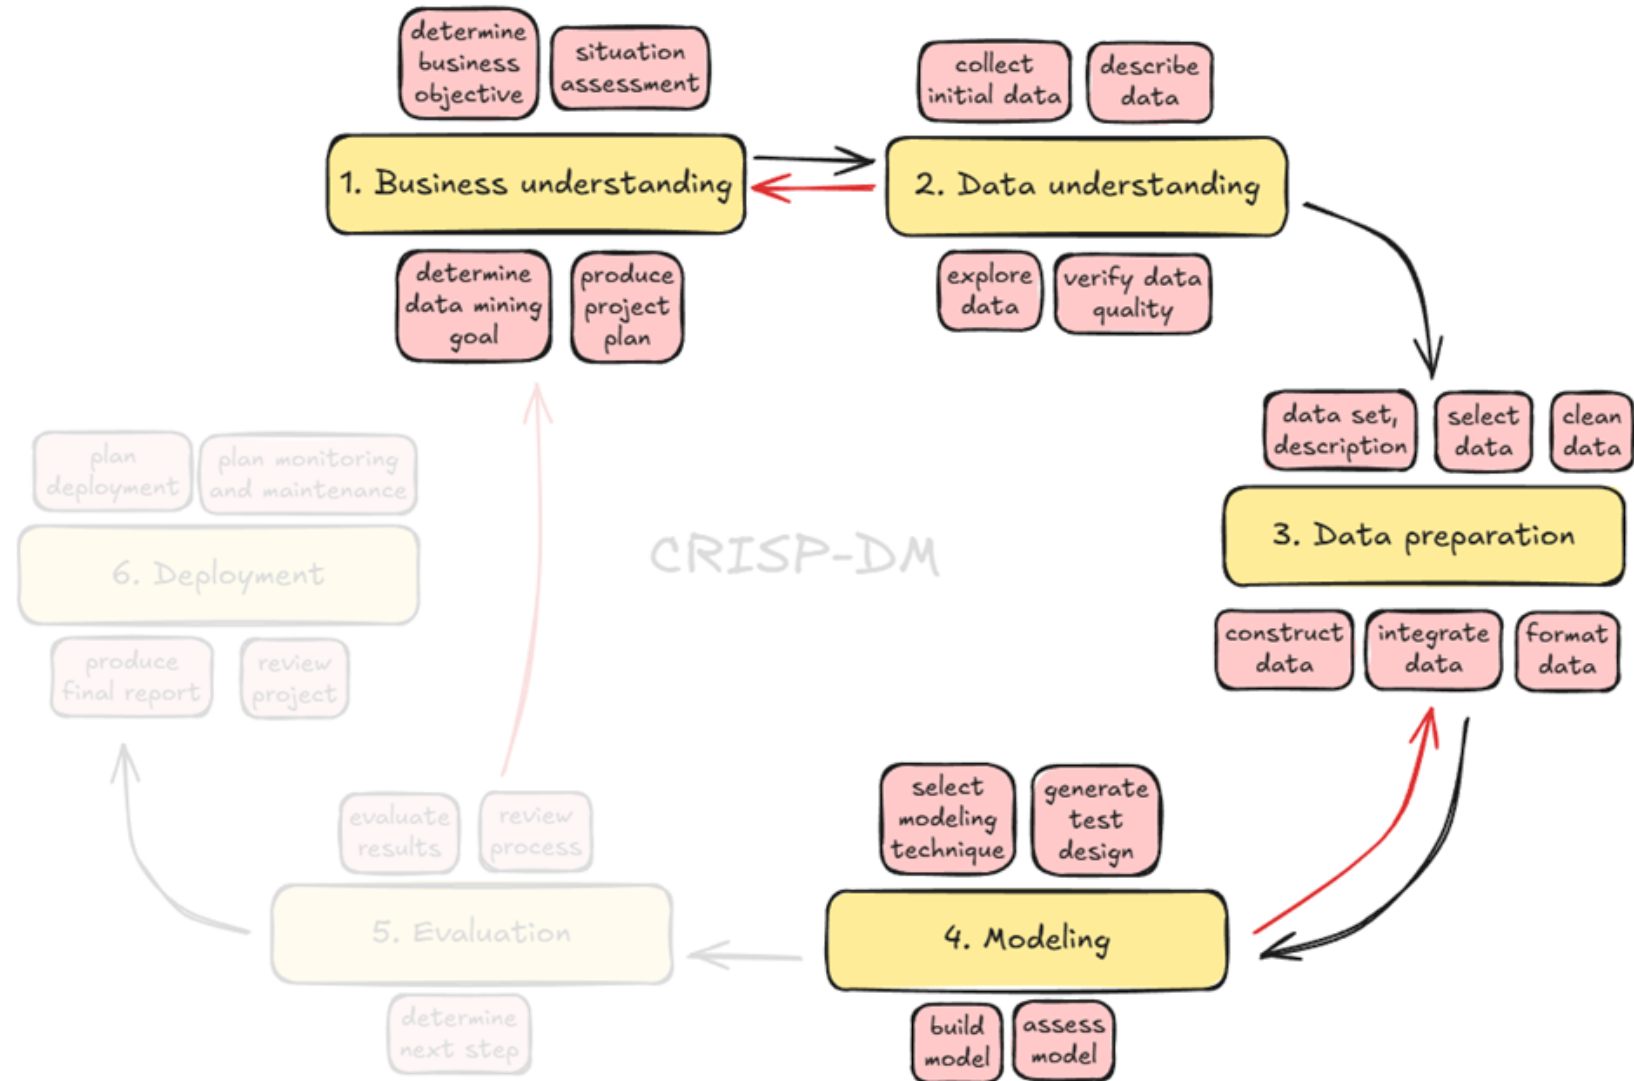 determine
business
objective
situation
assessment
1. Business understanding
determine
data mining
goal
produce
project
plan
collect
initial data
describe
data
2. Data understanding
explore
data
verify data
quality
data set,
description
select
data
clean
data
3. Data preparation
construct
data
integrate
data
format
data
select
modeling
technique
generate
test
design
4. Modeling
build
model
assess
model
evaluate
results
review
process
5. Evaluation
determine
next step
plan
deployment
plan monitoring
and maintenance
6. Deployment
produce
final report
review
project
CRISP-DM